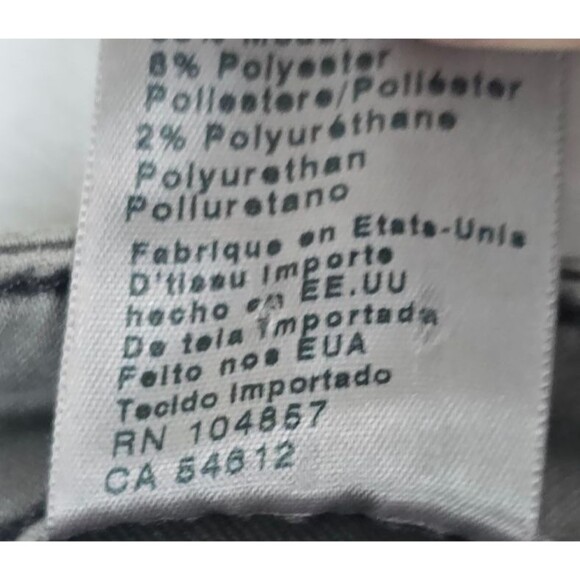 8% Polyester
Poliestere/Poliéster
2% Polyuréthane
Polyurethan
Poliuretano
Fabrique en Etats-Unis
D'tissu importe
hecho en EE.UU
De tela importada
Feito nos EUA
Tecido importado
RN 104857
CA 54612